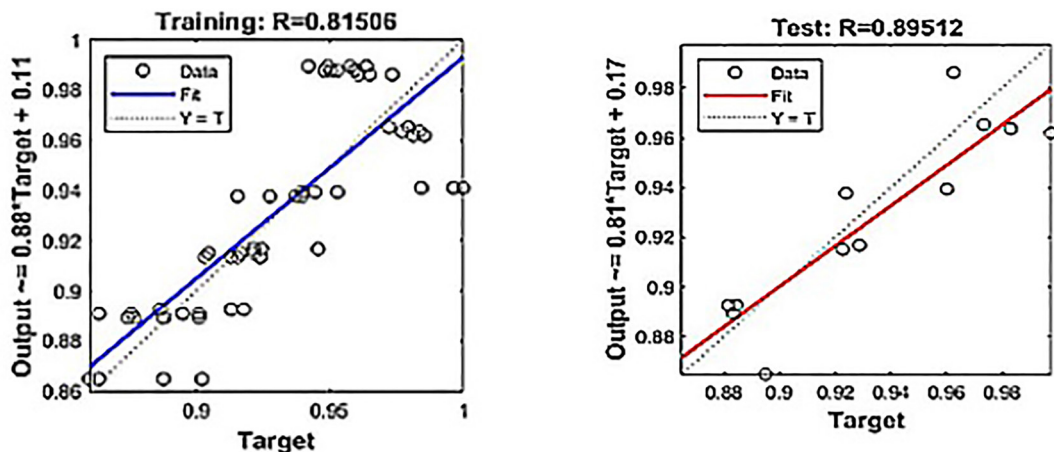 Training: R=0.81506
Output ~= 0.88*Target + 0.11
1
0.98
0.96
0.94
0.92
0.9
0.88
0.86
Data
Fit
Y = T
0.9
0.95
1
Target
Test: R=0.89512
Output ~= 0.81*Target + 0.17
0.98
0.96
0.94
0.92
0.9
0.88
Data
Fit
Y = T
0.88
0.9
0.92
0.94
0.96
0.98
Target